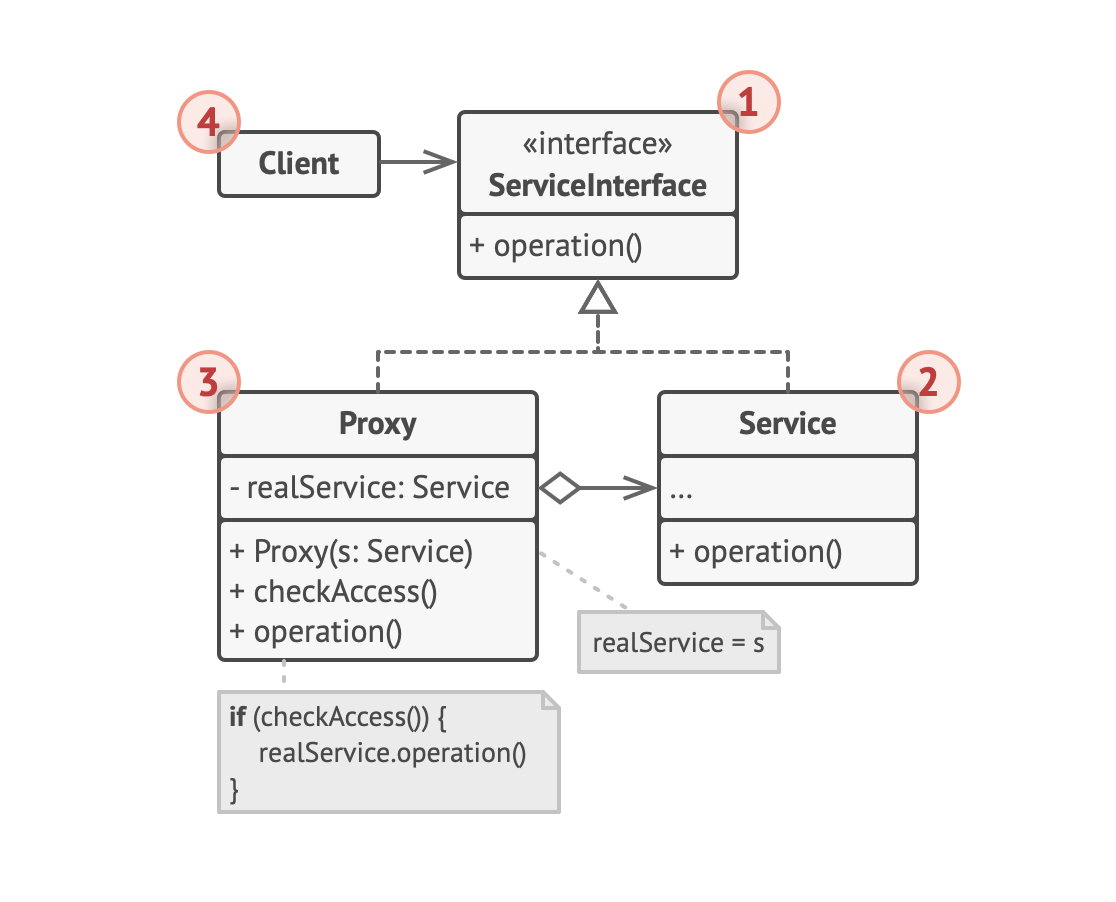 4
Client
1
«interface»
ServiceInterface
+ operation()
3
Proxy
- realService: Service
+ Proxy(s: Service)
+ checkAccess()
+ operation()
2
Service
...
+ operation()
realService = s
if (checkAccess()) {
realService.operation()
}